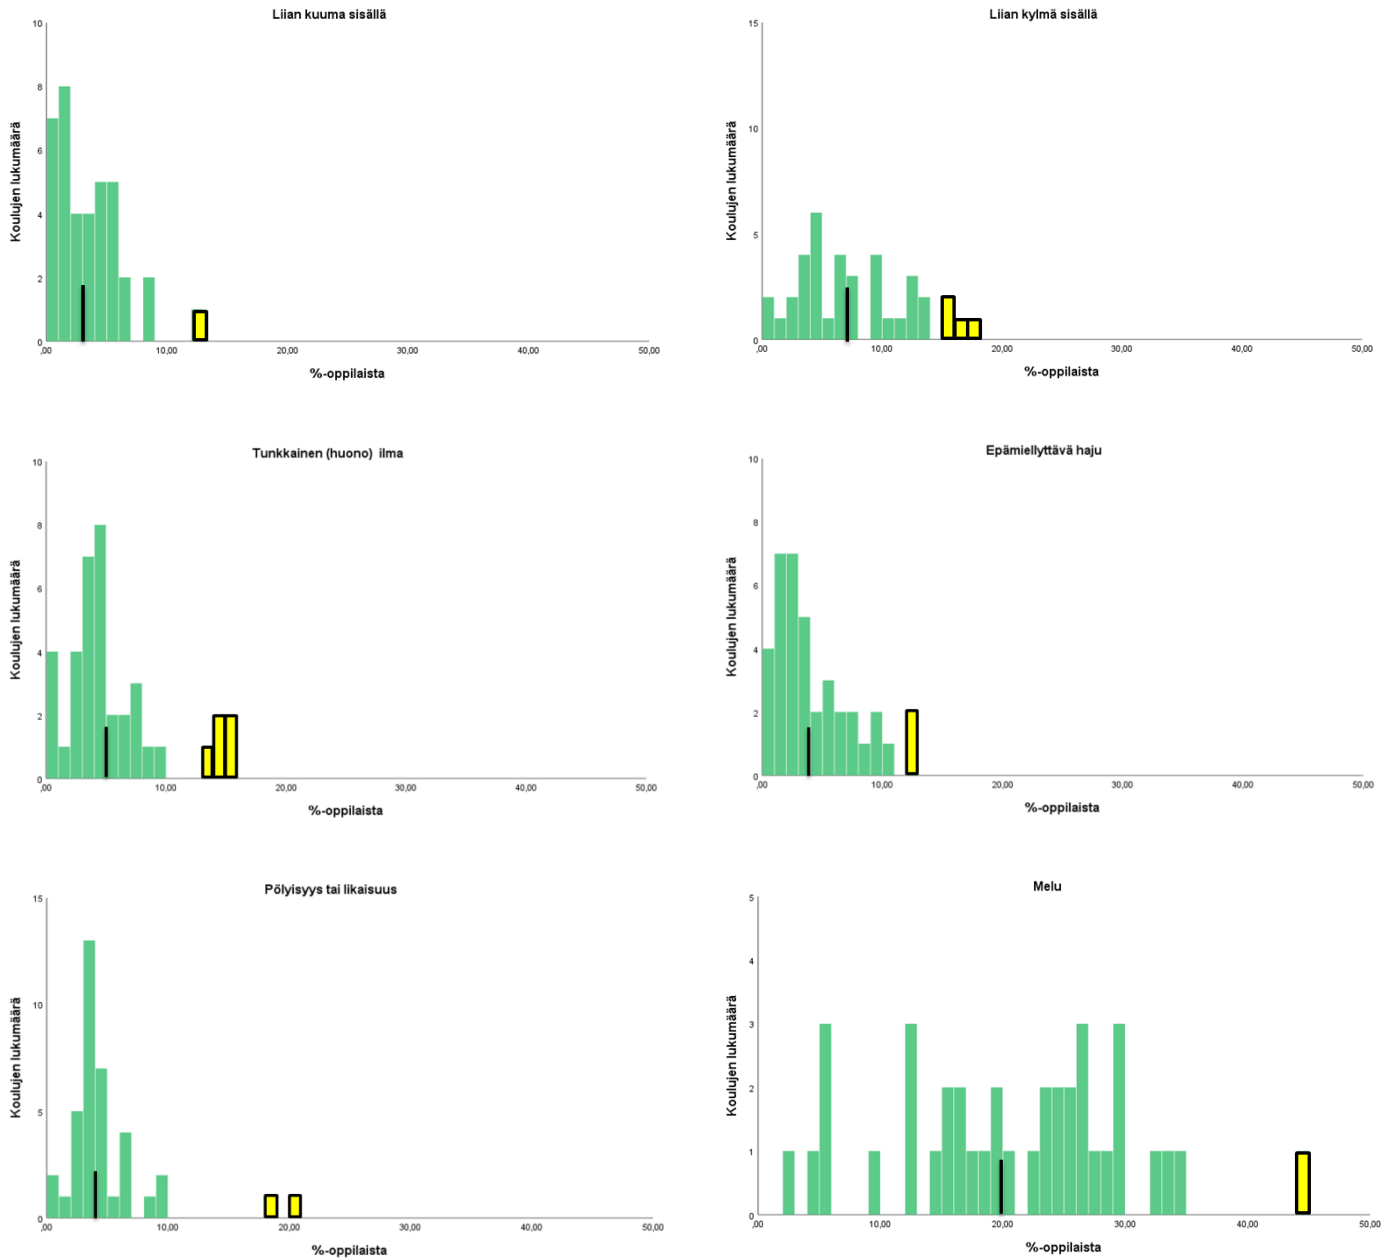 Liian kuuma sisällä
Koulujen lukumäärä
10
8
6
4
2
0
,00 10,00 20,00 30,00 40,00 50,00
%-oppilaista
Liian kylmä sisällä
Koulujen lukumäärä
15
10
5
0
,00 10,00 20,00 30,00 40,00 50,00
%-oppilaista
Tunkkainen (huono) ilma
Koulujen lukumäärä
10
8
6
4
2
0
,00 10,00 20,00 30,00 40,00 50,00
%-oppilaista
Epämiellyttävä haju
Koulujen lukumäärä
10
8
6
4
2
0
,00 10,00 20,00 30,00 40,00 50,00
%-oppilaista
Pölyisyys tai likaisuus
Koulujen lukumäärä
15
10
5
0
,00 10,00 20,00 30,00 40,00 50,00
%-oppilaista
Melu
Koulujen lukumäärä
5
4
3
2
1
0
,00 10,00 20,00 30,00 40,00 50,00
%-oppilaista